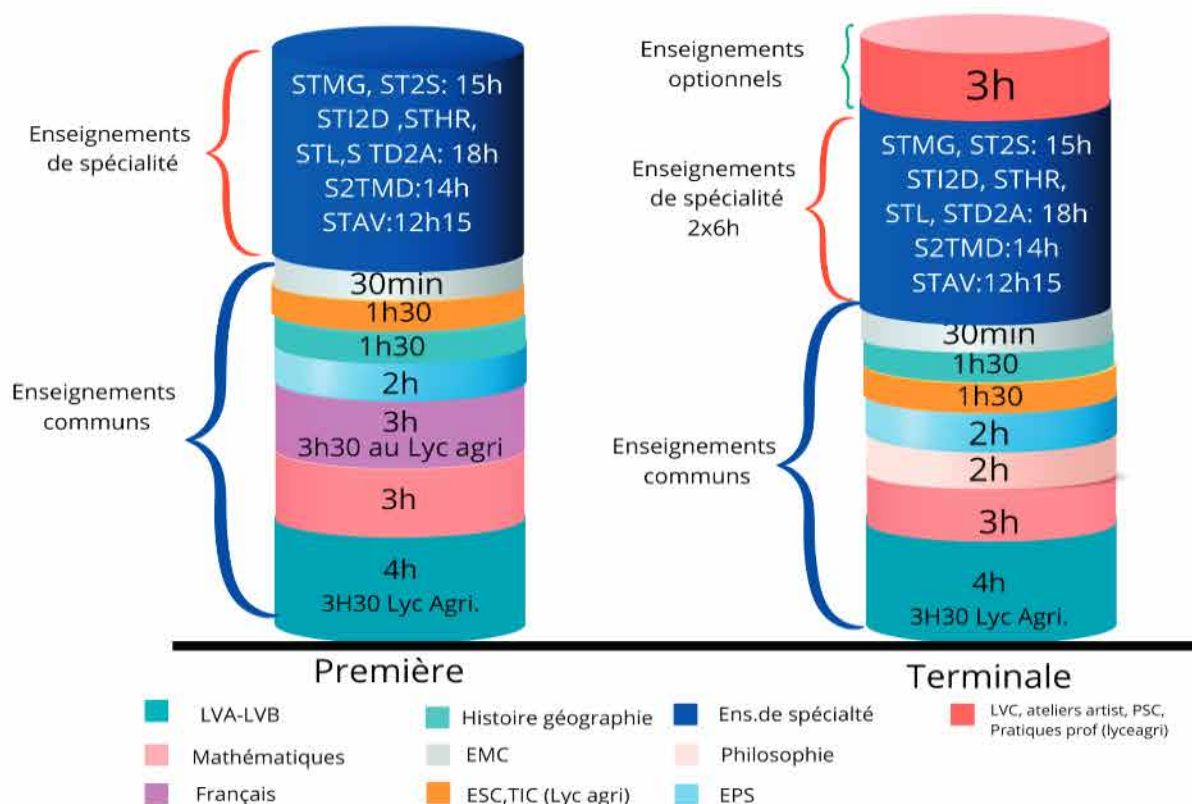 Enseignements
de spécialité
STMG, ST2S: 15h
STI2D ,STHR,
STL,S TD2A: 18h
S2TMD:14h
STAV:12h15
Enseignements
communs
30min
1h30
1h30
2h
3h
3h30 au Lyc agri
3h
4h
3H30 Lyc Agri.
Première
Enseignements
optionnels
3h
Enseignements
de spécialité
2x6h
STMG, ST2S: 15h
STI2D, STHR,
STL, STD2A: 18h
S2TMD:14h
STAV:12h15
Enseignements
communs
30min
1h30
1h30
2h
2h
3h
4h
3H30 Lyc Agri.
Terminale
LVA-LVB
Mathématiques
Français
Histoire géographie
EMC
ESC,TIC (Lyc agri)
Ens.de spécialté
Philosophie
EPS
LVC, ateliers artist, PSC,
Pratiques prof (lyceagri)